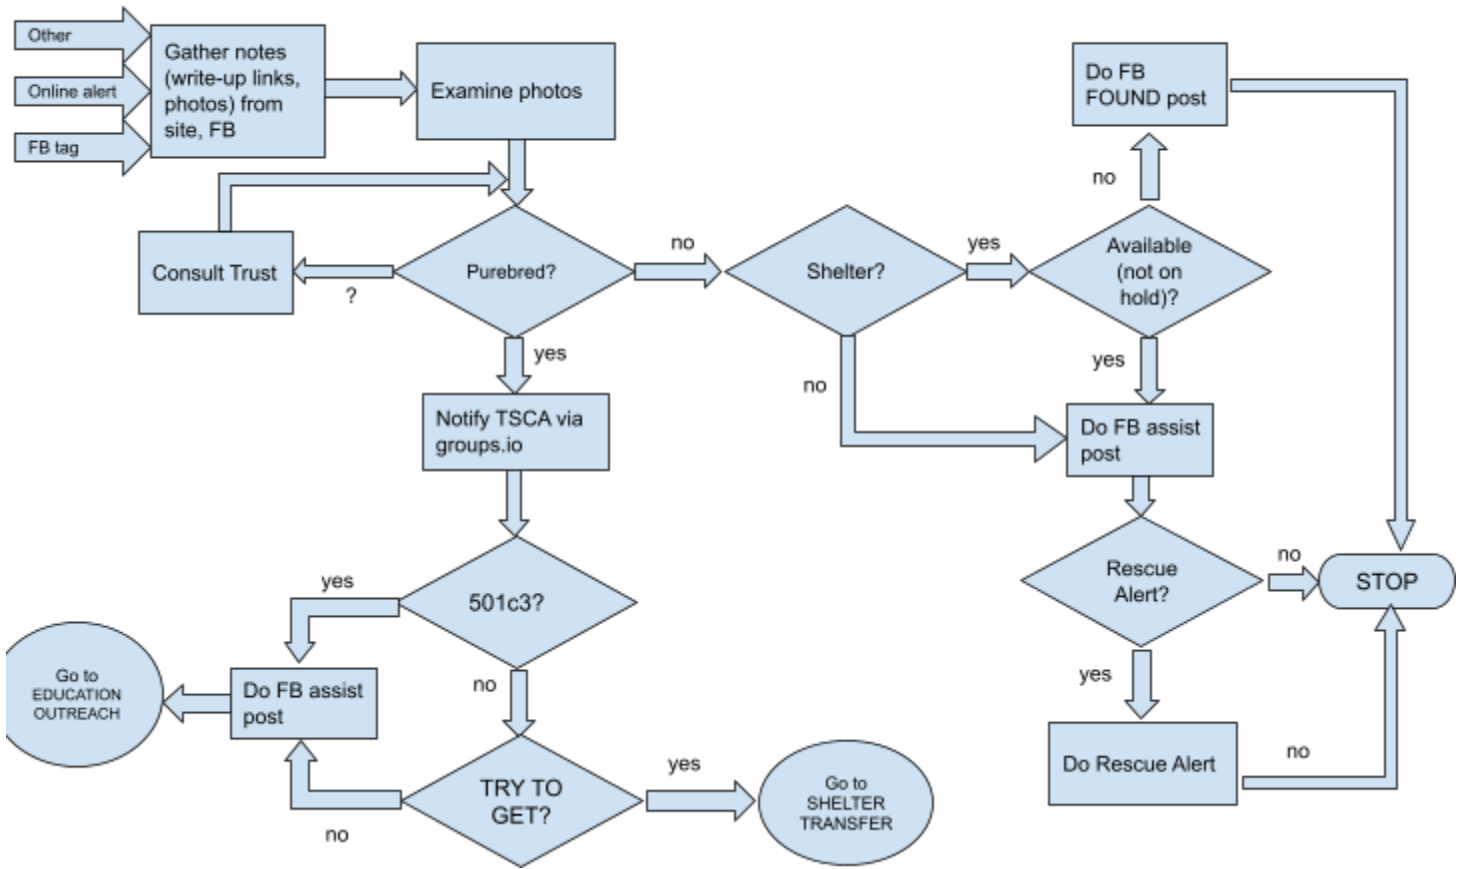 Other
Online alert
FB tag
Gather notes
(write-up links,
photos) from
site, FB
Examine photos
Consult Trust
?
Purebred?
no
Shelter?
yes
Available
(not on
hold)?
no
Do FB
FOUND post
yes
Notify TSCA via
groups.io
no
yes
Do FB assist
post
Rescue
Alert?
no
STOP
yes
Do Rescue Alert
no
501c3?
yes
Do FB assist
post
Go to
EDUCATION
OUTREACH
no
TRY TO
GET?
no
yes
Go to
SHELTER
TRANSFER